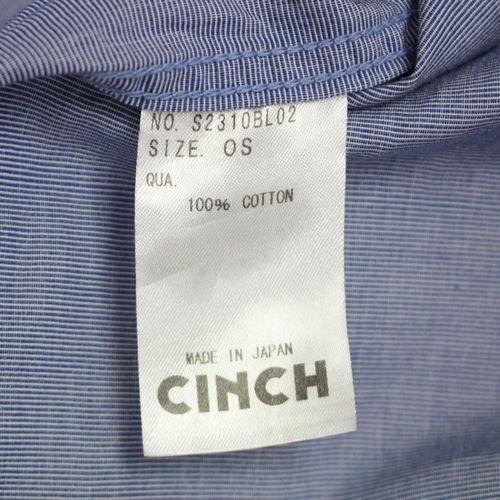 NO. S2310BL02
SIZE. OS
QUA.
100% COTTON
MADE IN JAPAN
CINCH